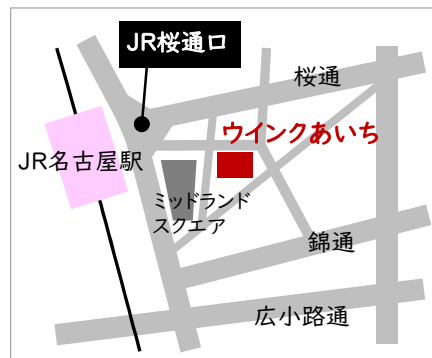 JR桜通口
桜通
ウインクあいち
JR名古屋駅
ミッドランド
スクエア
錦通
広小路通